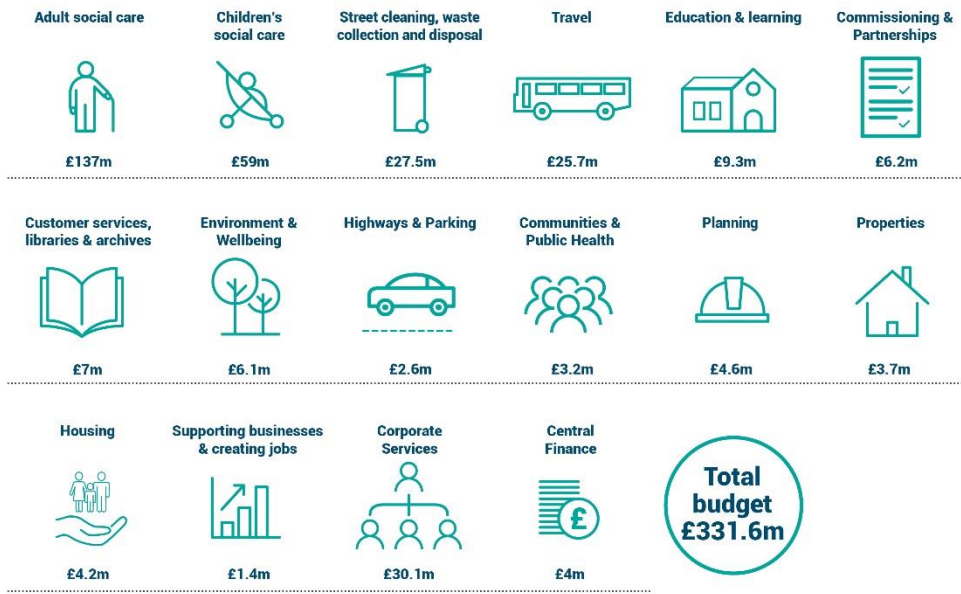 Adult social care
Children's
social care
Street cleaning, waste
collection and disposal
Travel
Education & learning
Commissioning &
Partnerships
£137m
£59m
£27.5m
£25.7m
£9.3m
£6.2m
Customer services,
libraries & archives
Environment &
Wellbeing
Highways & Parking
Communities &
Public Health
Planning
Properties
£7m
£6.1m
£2.6m
£3.2m
£4.6m
£3.7m
Housing
Supporting businesses
& creating jobs
Corporate
Services
Central
Finance
£
Total
budget
£331.6m
£4.2m
£1.4m
£30.1m
£4m